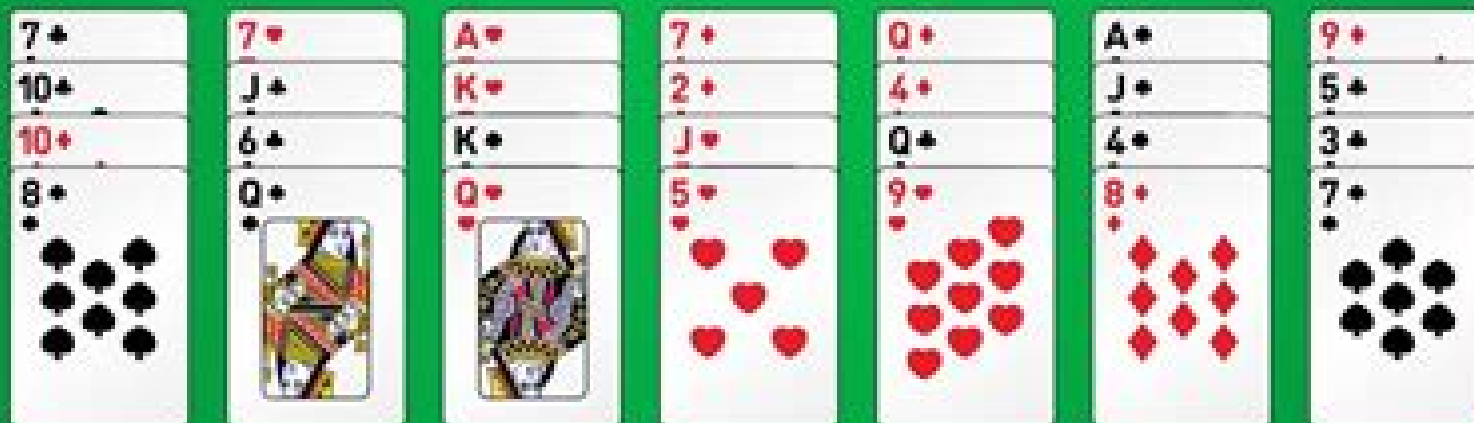 7♣ 7♥ A♥ 7♦ Q♦ A♠ 9♦
10♣ J♣ K♥ 2♦ 4♦ J♠ 5♣
10♦ 6♣ K♠ J♥ Q♣ 4♠ 3♣
8♠ Q♠ Q♥ 5♥ 9♥ 8♦ 7♠